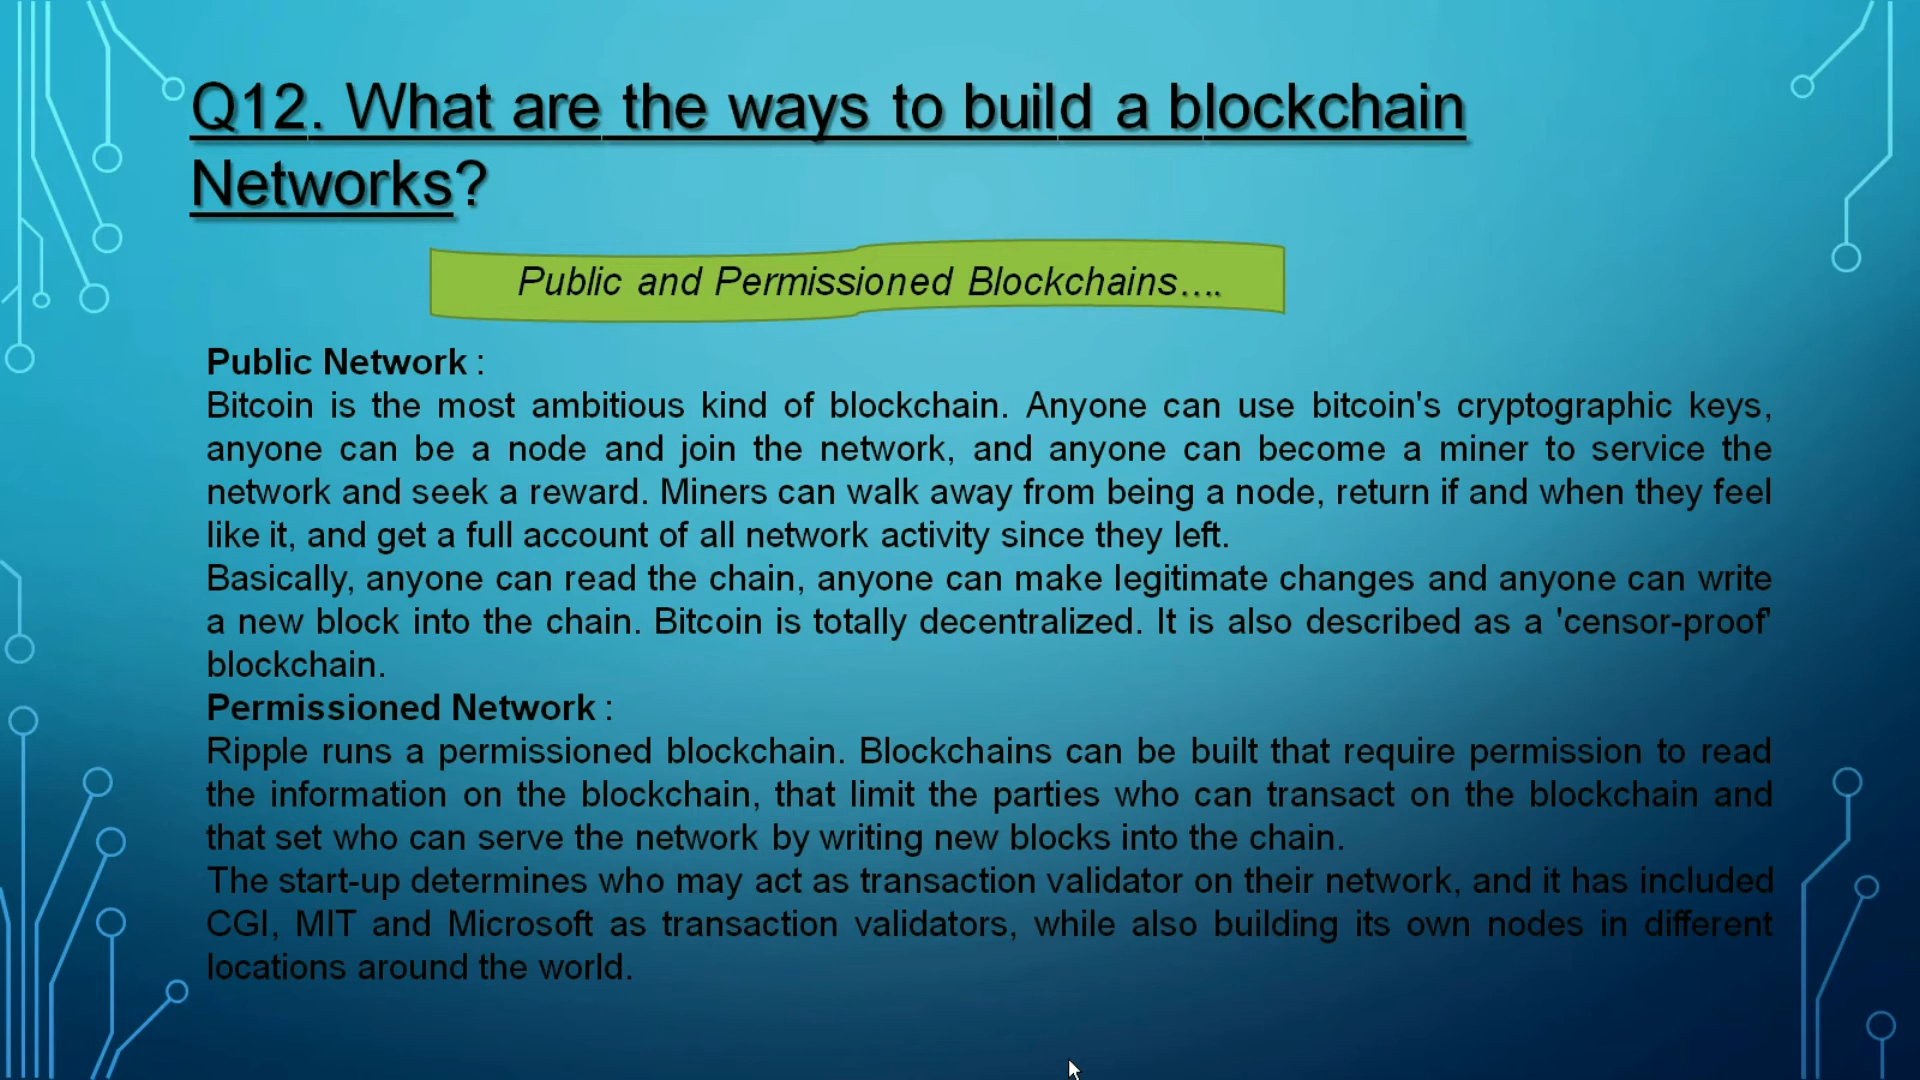 Q12. What are the ways to build a blockchain
Networks?
Public and Permissioned Blockchains....
Public Network :
Bitcoin is the most ambitious kind of blockchain. Anyone can use bitcoin's cryptographic keys,
anyone can be a node and join the network, and anyone can become a miner to service the
network and seek a reward. Miners can walk away from being a node, return if and when they feel
like it, and get a full account of all network activity since they left.
Basically, anyone can read the chain, anyone can make legitimate changes and anyone can write
a new block into the chain. Bitcoin is totally decentralized. It is also described as a 'censor-proof'
blockchain.
Permissioned Network :
Ripple runs a permissioned blockchain. Blockchains can be built that require permission to read
the information on the blockchain, that limit the parties who can transact on the blockchain and
that set who can serve the network by writing new blocks into the chain.
The start-up determines who may act as transaction validator on their network, and it has included
CGI, MIT and Microsoft as transaction validators, while also building its own nodes in different
locations around the world.